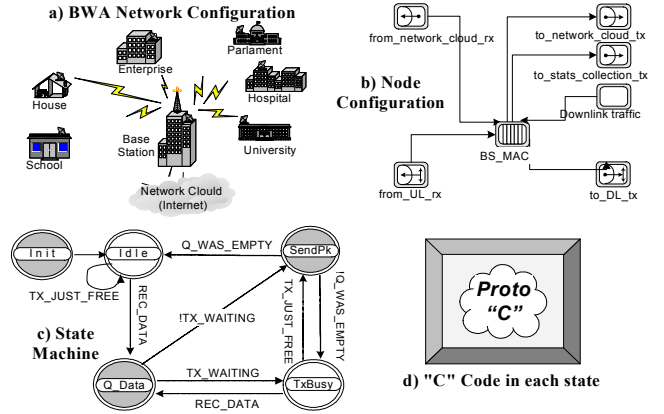 a) BWA Network Configuration
Parlament
Enterprise
House
Hospital
Base
Station
School
University
Network Clould
(Internet)
from_network_cloud_rx
to_network_cloud_tx
to_stats_collection_tx
b) Node
Configuration
Downlink traffic
BS_MAC
from_UL_rx
to_DL_tx
Init
Idle
Q_WAS_EMPTY
SendPk
TX_JUST_FREE
REC_DATA
!TX_WAITING
TX_JUST_FREE
!Q_WAS_EMPTY
c) State
Machine
Q_Data
TX_WAITING
REC_DATA
TxBusy
Proto
“C”
d) "C" Code in each state